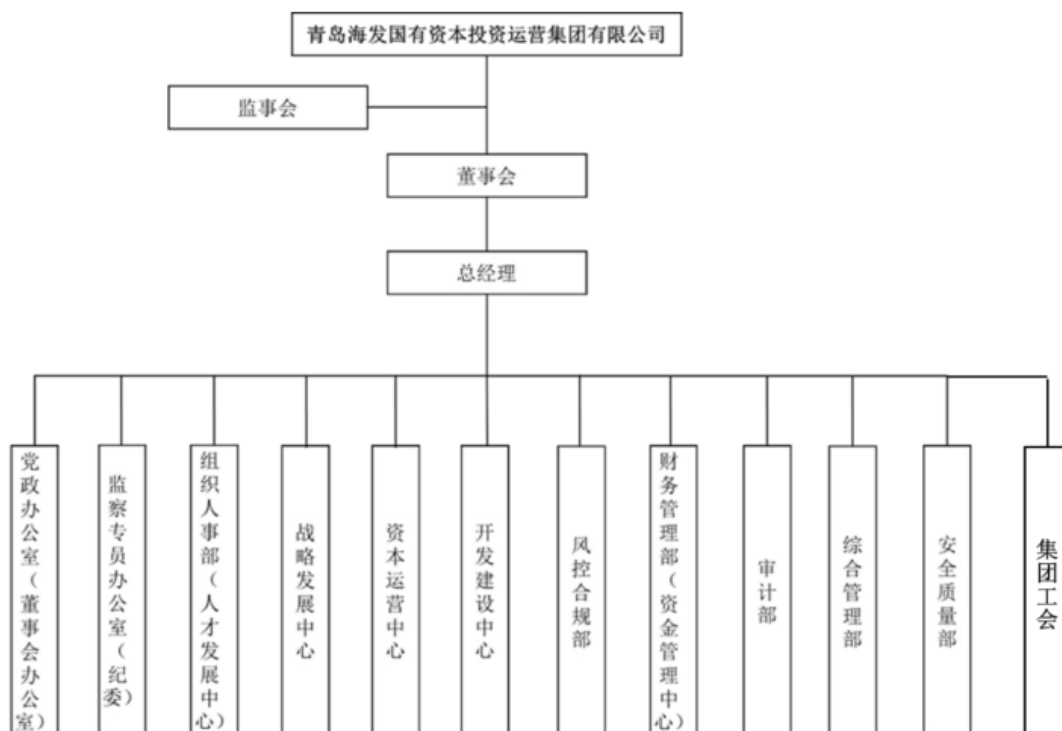 青岛海发国有资本投资运营集团有限公司
监事会
董事会
总经理
党政办公室（董事会办公室）
监察专员办公室（纪委）
组织人事部（人才发展中心）
战略发展中心
资本运营中心
开发建设中心
风控合规部
财务管理部（资金管理中心）
审计部
综合管理部
安全质量部
集团工会